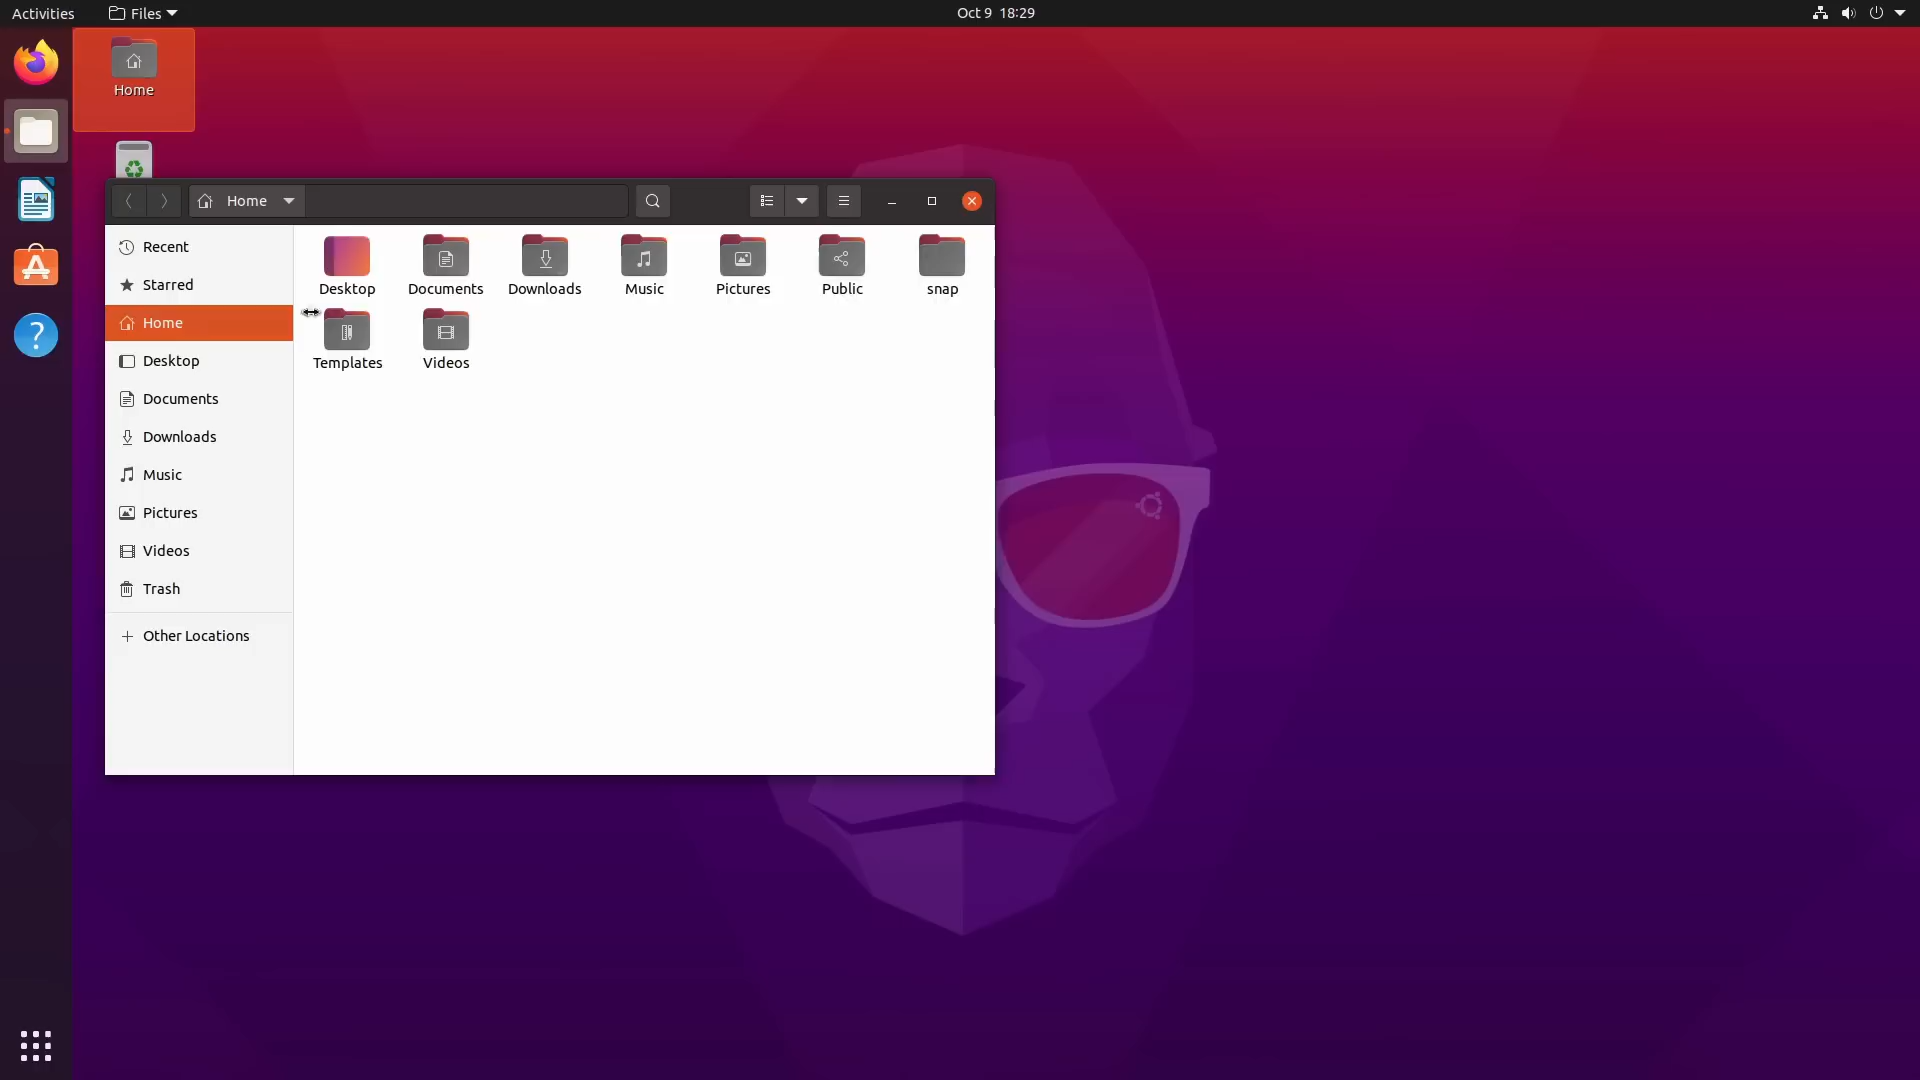 Activities
Files
Oct 9 18:29
Home
Home
Recent
Starred
Home
Desktop
Documents
Downloads
Music
Pictures
Videos
Trash
Other Locations
Desktop
Documents
Downloads
Music
Pictures
Public
snap
Templates
Videos